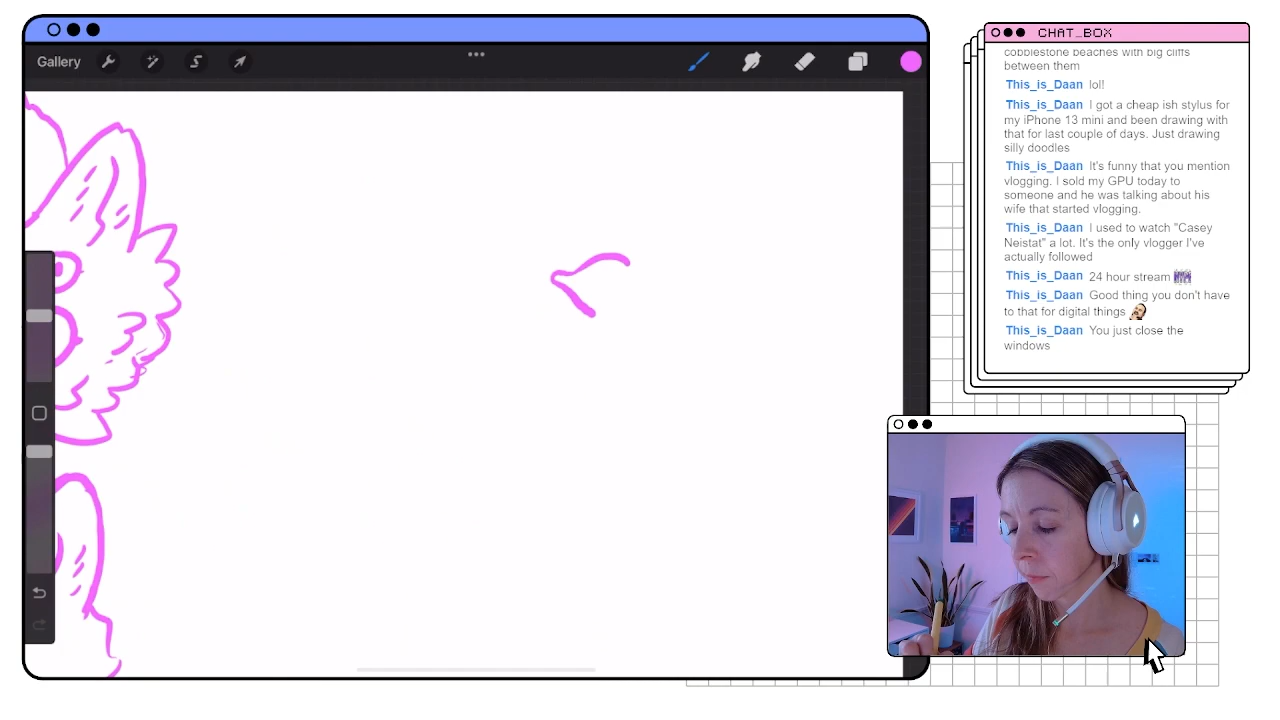 Gallery
CHAT_BOX
cobblestone beaches with big cliffs
between them
This_is_Daan lol!
This_is_Daan I got a cheap ish stylus for
my iPhone 13 mini and been drawing with
that for last couple of days. Just drawing
silly doodles
This_is_Daan It's funny that you mention
vlogging. I sold my GPU today to
someone and he was talking about his
wife that started vlogging.
This_is_Daan I used to watch "Casey
Neistat" a lot. It's the only vlogger I've
actually followed
This_is_Daan 24 hour stream
This_is_Daan Good thing you don't have
to that for digital things
This_is_Daan You just close the
windows